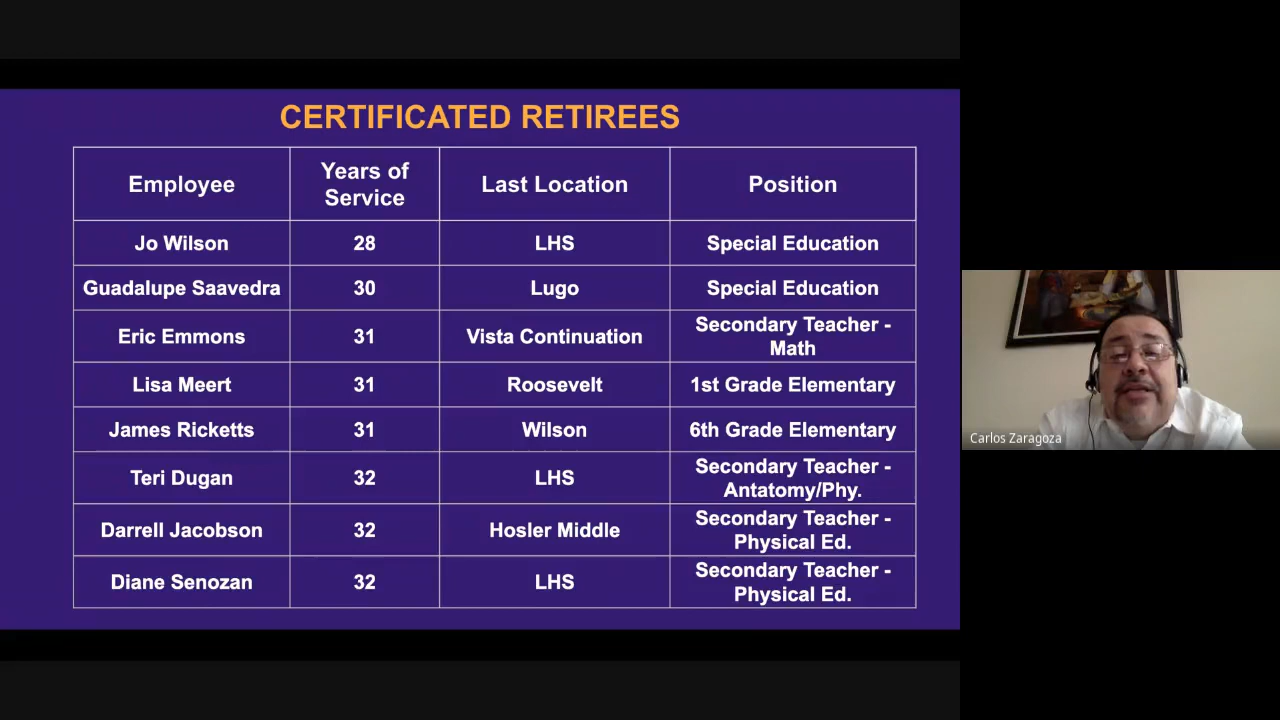 CERTIFICATED RETIREES
Employee
Years of
Service
Last Location
Position
Jo Wilson
28
LHS
Special Education
Guadalupe Saavedra
30
Lugo
Special Education
Eric Emmons
31
Vista Continuation
Secondary Teacher -
Math
Lisa Meert
31
Roosevelt
1st Grade Elementary
James Ricketts
31
Wilson
6th Grade Elementary
Teri Dugan
32
LHS
Secondary Teacher -
Antatomy/Phy.
Darrell Jacobson
32
Hosler Middle
Secondary Teacher -
Physical Ed.
Diane Senozan
32
LHS
Secondary Teacher -
Physical Ed.
Carlos Zaragoza